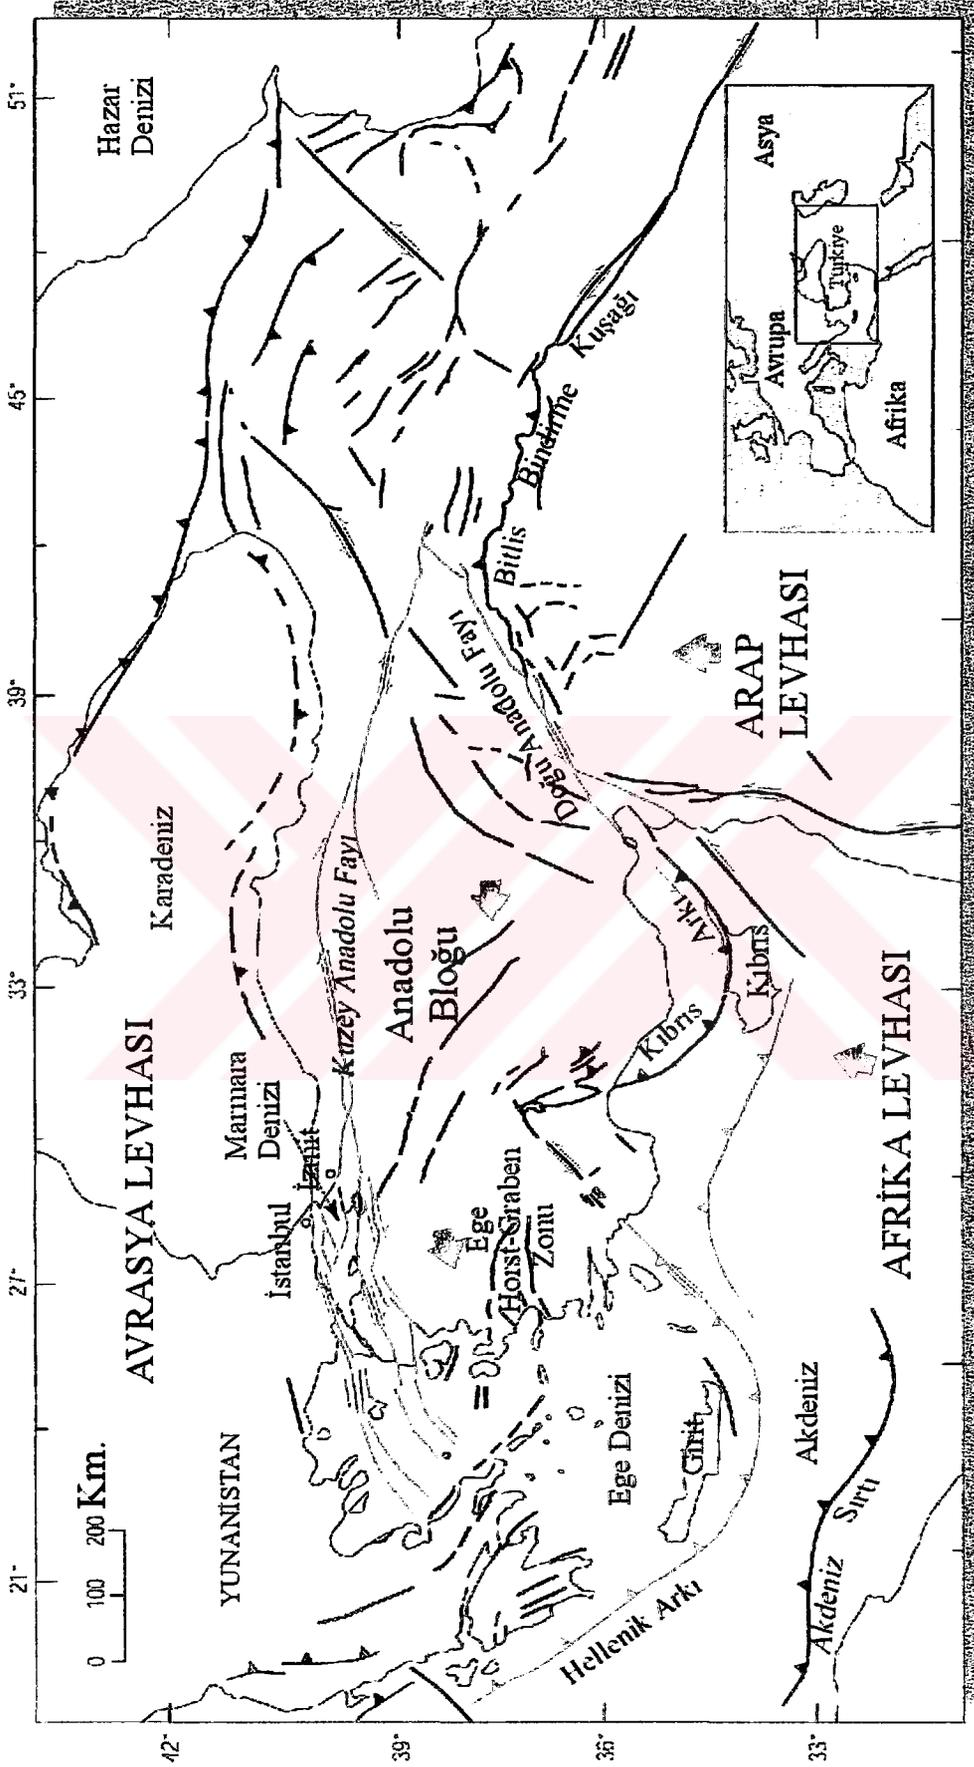 21°
27°
33°
39°
45°
51°
42°
39°
36°
33°
0 100 200 Km.
YUNANİSTAN
AVRASYA LEVHASI
İstanbul
İzmit
Marmara
Denizi
Karadeniz
Hazar
Denizi
Kuzey Anadolu Fayı
Anadolu
Bloğu
Ege
Horst-Graben
Zonu
Ege Denizi
Girit
Hellenik Arkı
Doğu Anadolu Fayı
Bitlis Bindirme Kuşağı
Kıbrıs Arkı
Kıbrıs
ARAP
LEVHASI
Akdeniz
Akdeniz Sırtı
AFRİKA LEVHASI
Avrupa
Asya
Türkiye
Afrika